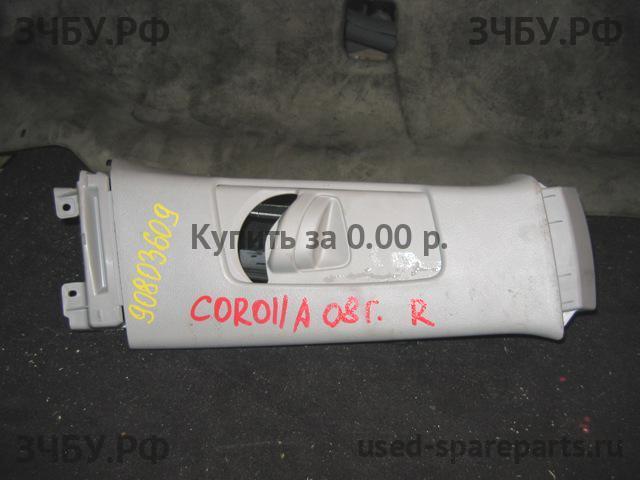 ЗЧБУ.РФ ЗЧБУ.РФ
90803609
Купить за 0.00 р.
COROllA 08г. R
ЗЧБУ.РФ used-spareparts.ru